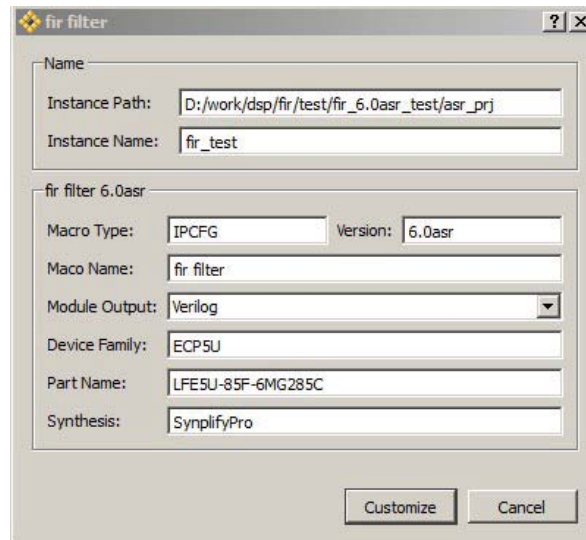 fir filter
Name
Instance Path: D:/work/dsp/fir/test/fir_6.0asr_test/asr_prj
Instance Name: fir_test
fir filter 6.0asr
Macro Type: IPCFG Version: 6.0asr
Maco Name: fir filter
Module Output: Verilog
Device Family: ECP5U
Part Name: LFE5U-85F-6MG285C
Synthesis: SynplifyPro
Customize Cancel